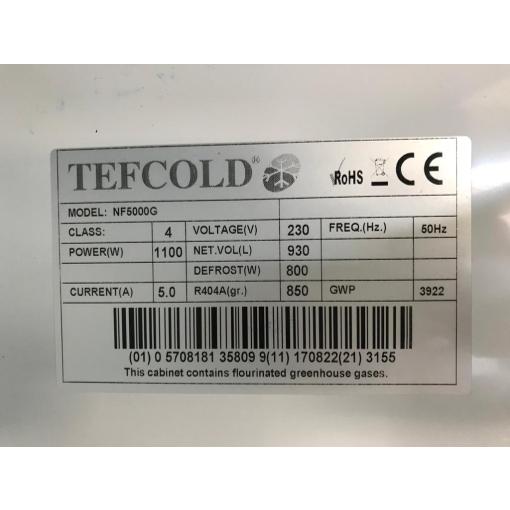 TEFCOLD®
RoHS CE
MODEL: NF5000G
CLASS: 4 VOLTAGE(V) 230 FREQ.(Hz.) 50Hz
POWER(W) 1100 NET.VOL(L) 930
DEFROST(W) 800
CURRENT(A) 5.0 R404A(gr.) 850 GWP 3922
(01) 0 5708181 35809 9(11) 170822(21) 3155
This cabinet contains flourinated greenhouse gases.